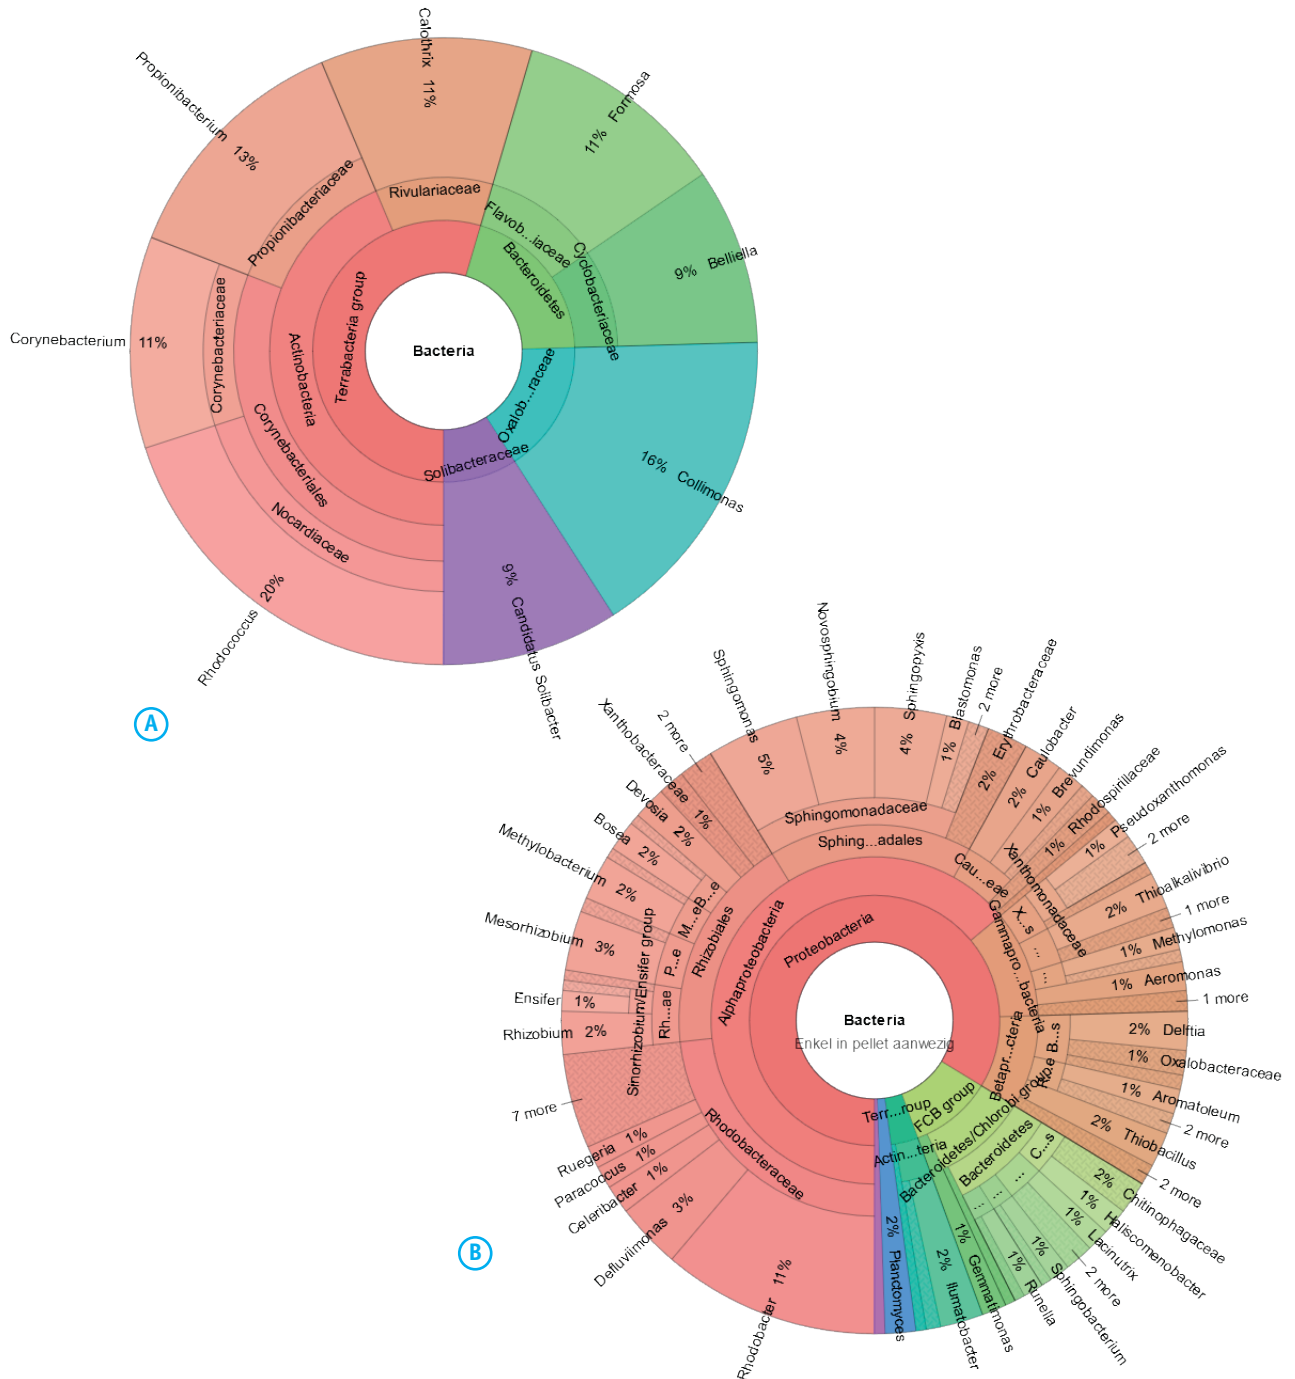 Calothrix 11%
Propionibacterium 13%
11% Formosa
Propionibacteriaceae
Rivulariaceae
Flavob...iaceae
Bacteroidetes
Cyclobacteriaceae
9% Belliella
Corynebacterium 11%
Corynebacteriaceae
Actinobacteria
Terrabacteria group
Bacteria
Oxalob...raceae
Corynebacteriales
Solibacteraceae
16% Collimonas
Nocardiaceae
Rhodococcus 20%
9% Candidatus Solibacter
A
Sphingomonas 5%
Novosphingobium 4%
4% Sphingopyxis
1% Blastomonas
2 more
2% Erythrobacteraceae
2% Caulobacter
1% Brevundimonas
1% Rhodospirillaceae
1% Pseudoxanthomonas
2 more
2% Thioalkalivibrio
1 more
1% Methylomonas
1% Aeromonas
1 more
2% Delftia
1% Oxalobacteraceae
1% Aromatoleum
2 more
2% Thiobacillus
2 more
2% Chitinophagaceae
1% Haliscomenobacter
1% Lacinutrix
2 more
1% Sphingobacterium
1% Runella
1% Gemmatimonas
2% Ilumatobacter
2% Planctomyces
Rhodobacter 11%
Defluviimonas 3%
Celeribacter 1%
Paracoccus 1%
Ruegeria 1%
7 more
Rhizobium 2%
Ensifer 1%
Mesorhizobium 3%
Methylobacterium 2%
Bosea 2%
Devosia 2%
Xanthobacteraceae 1%
2 more
Sphingomonadaceae
Sphing...adales
Cau...eae
Xanthomonadaceae
X...s
...
...
Gammapro...bacteria
Proteobacteria
Alphaproteobacteria
Rhizobiales
M...e
B...e
P...e
Rh...ae
Sinorhizobium/Ensifer group
Rhodobacteraceae
Bacteria
Enkel in pellet aanwezig
Betapr...cteria
B...s
Terr...roup
FCB group
Actin...teria
Bacteroidetes/Chlorobi group
Bacteroidetes
C...s
...
...
...
B